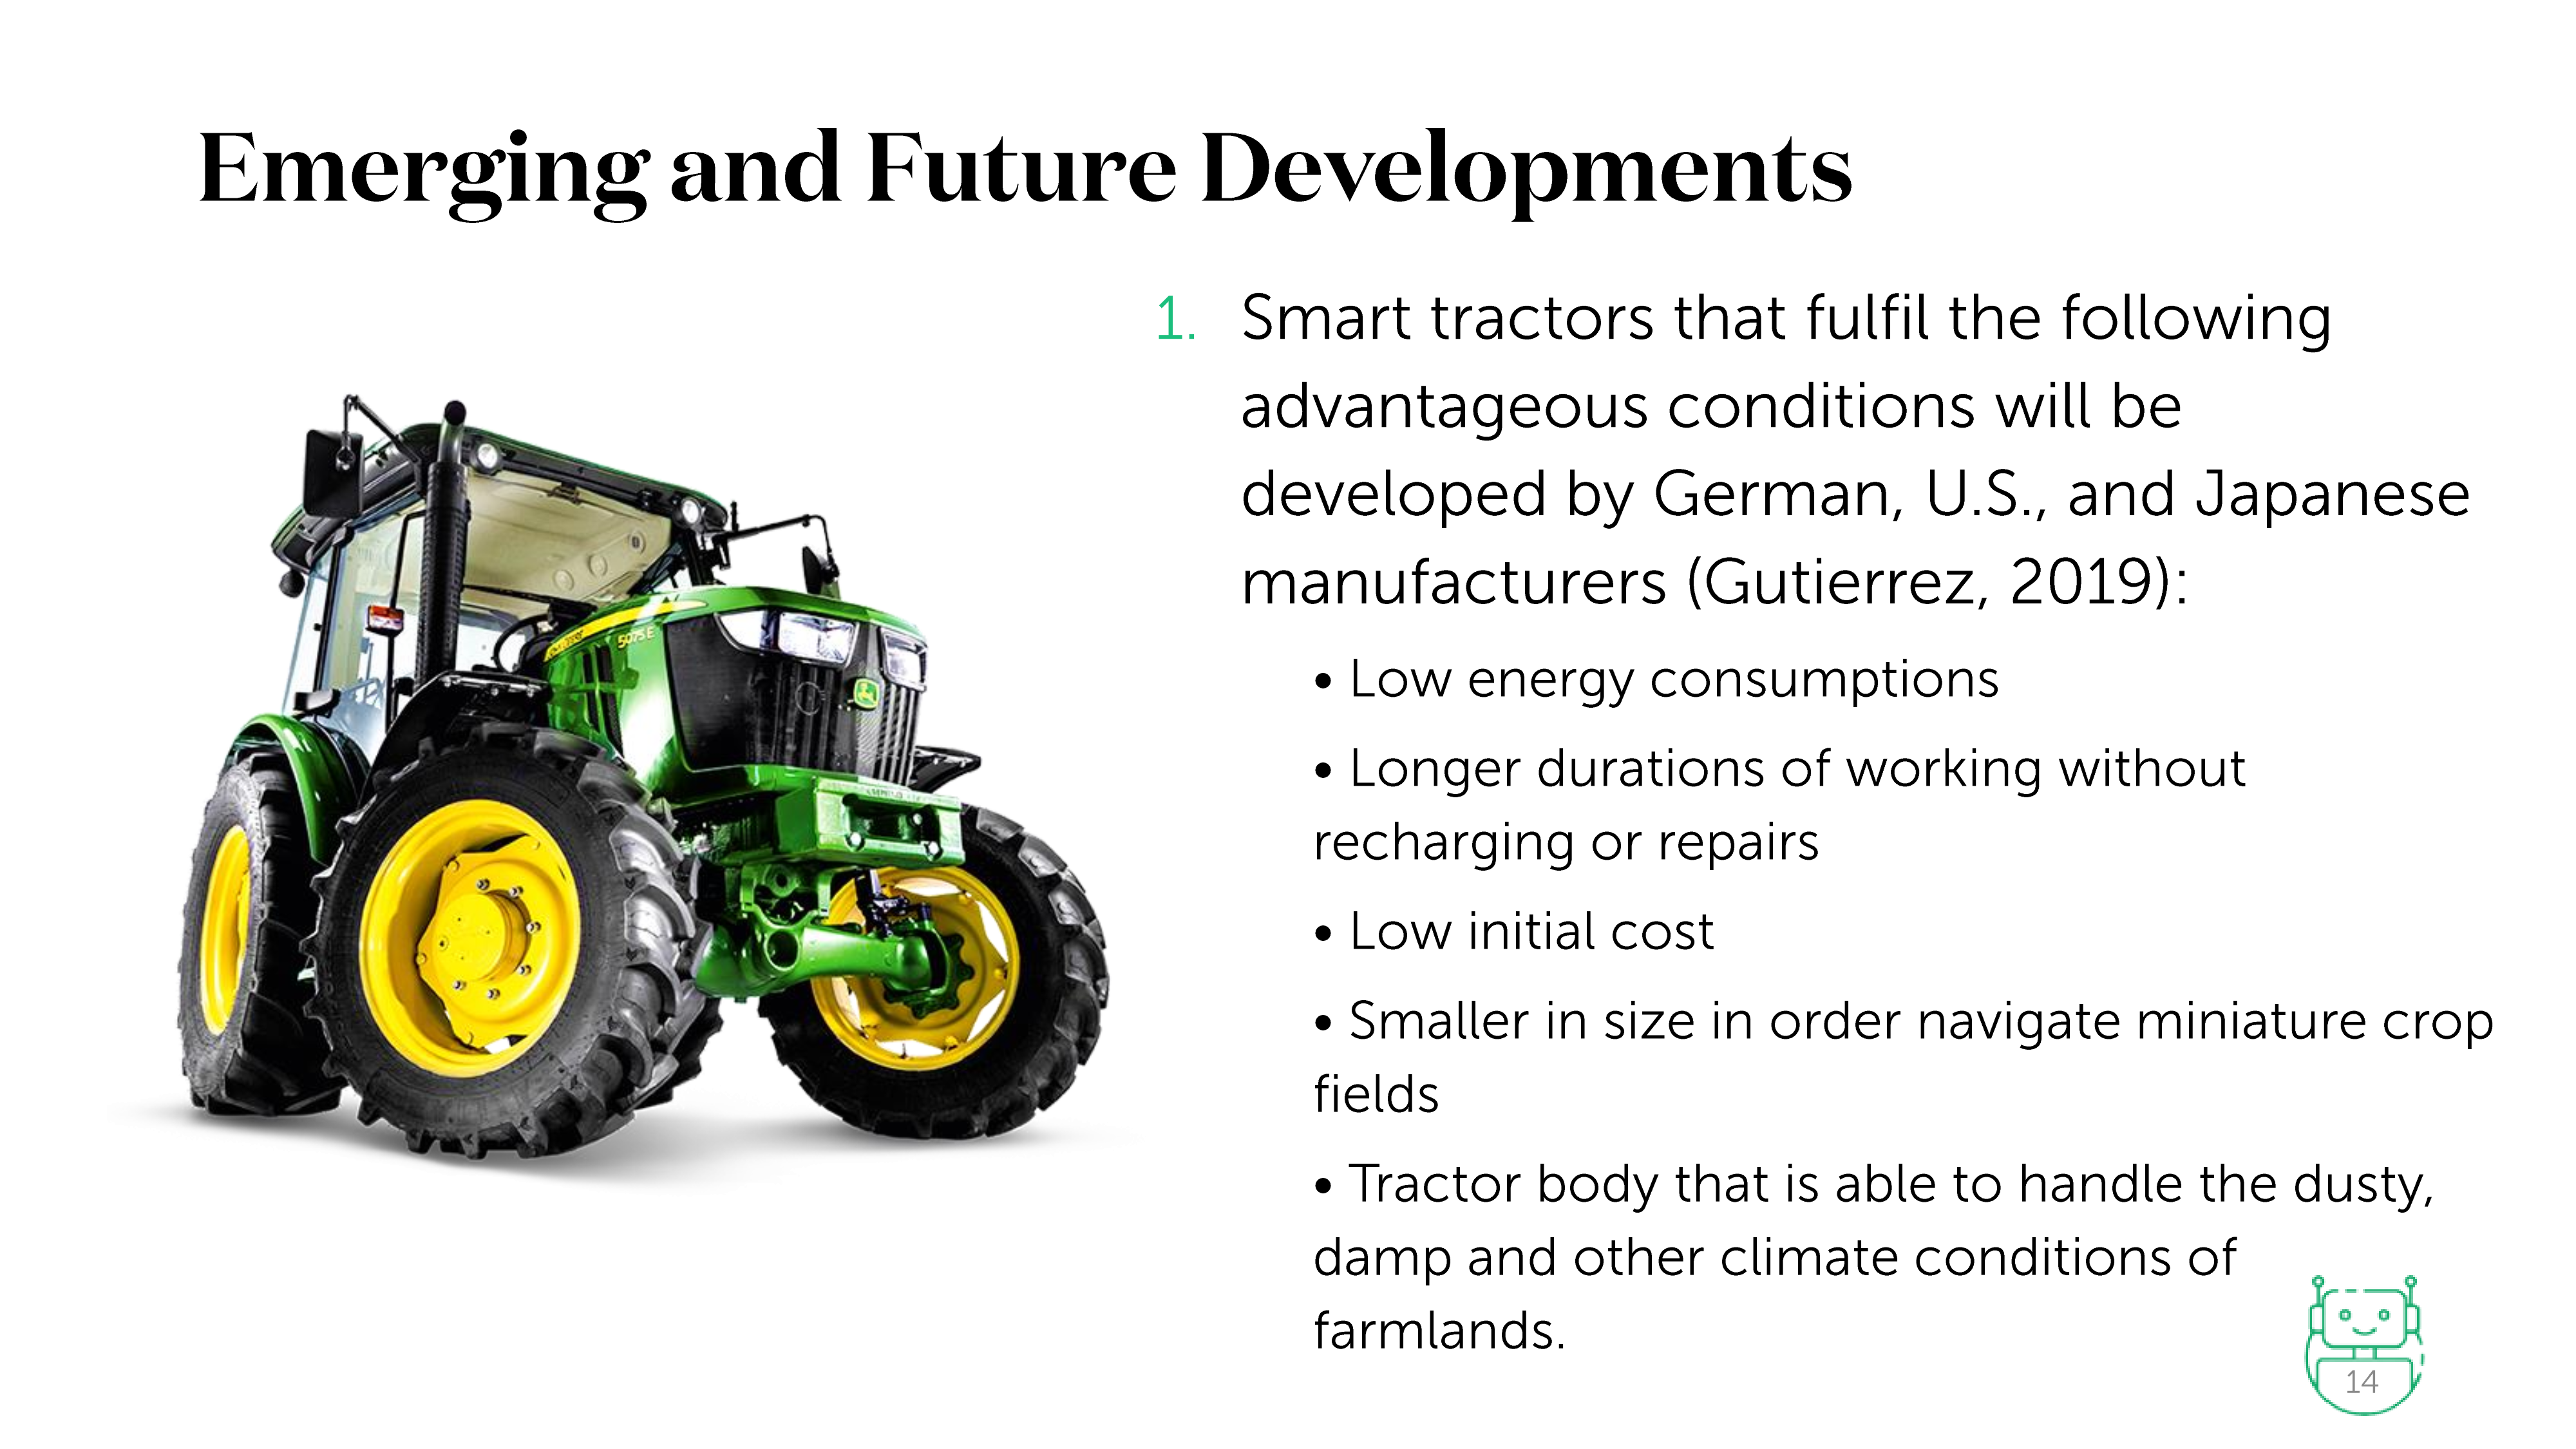 Emerging and Future Developments
1. Smart tractors that fulfil the following
advantageous conditions will be
developed by German, U.S., and Japanese
manufacturers (Gutierrez, 2019):
• Low energy consumptions
• Longer durations of working without
recharging or repairs
• Low initial cost
• Smaller in size in order navigate miniature crop
fields
• Tractor body that is able to handle the dusty,
damp and other climate conditions of
farmlands.
5075E
14